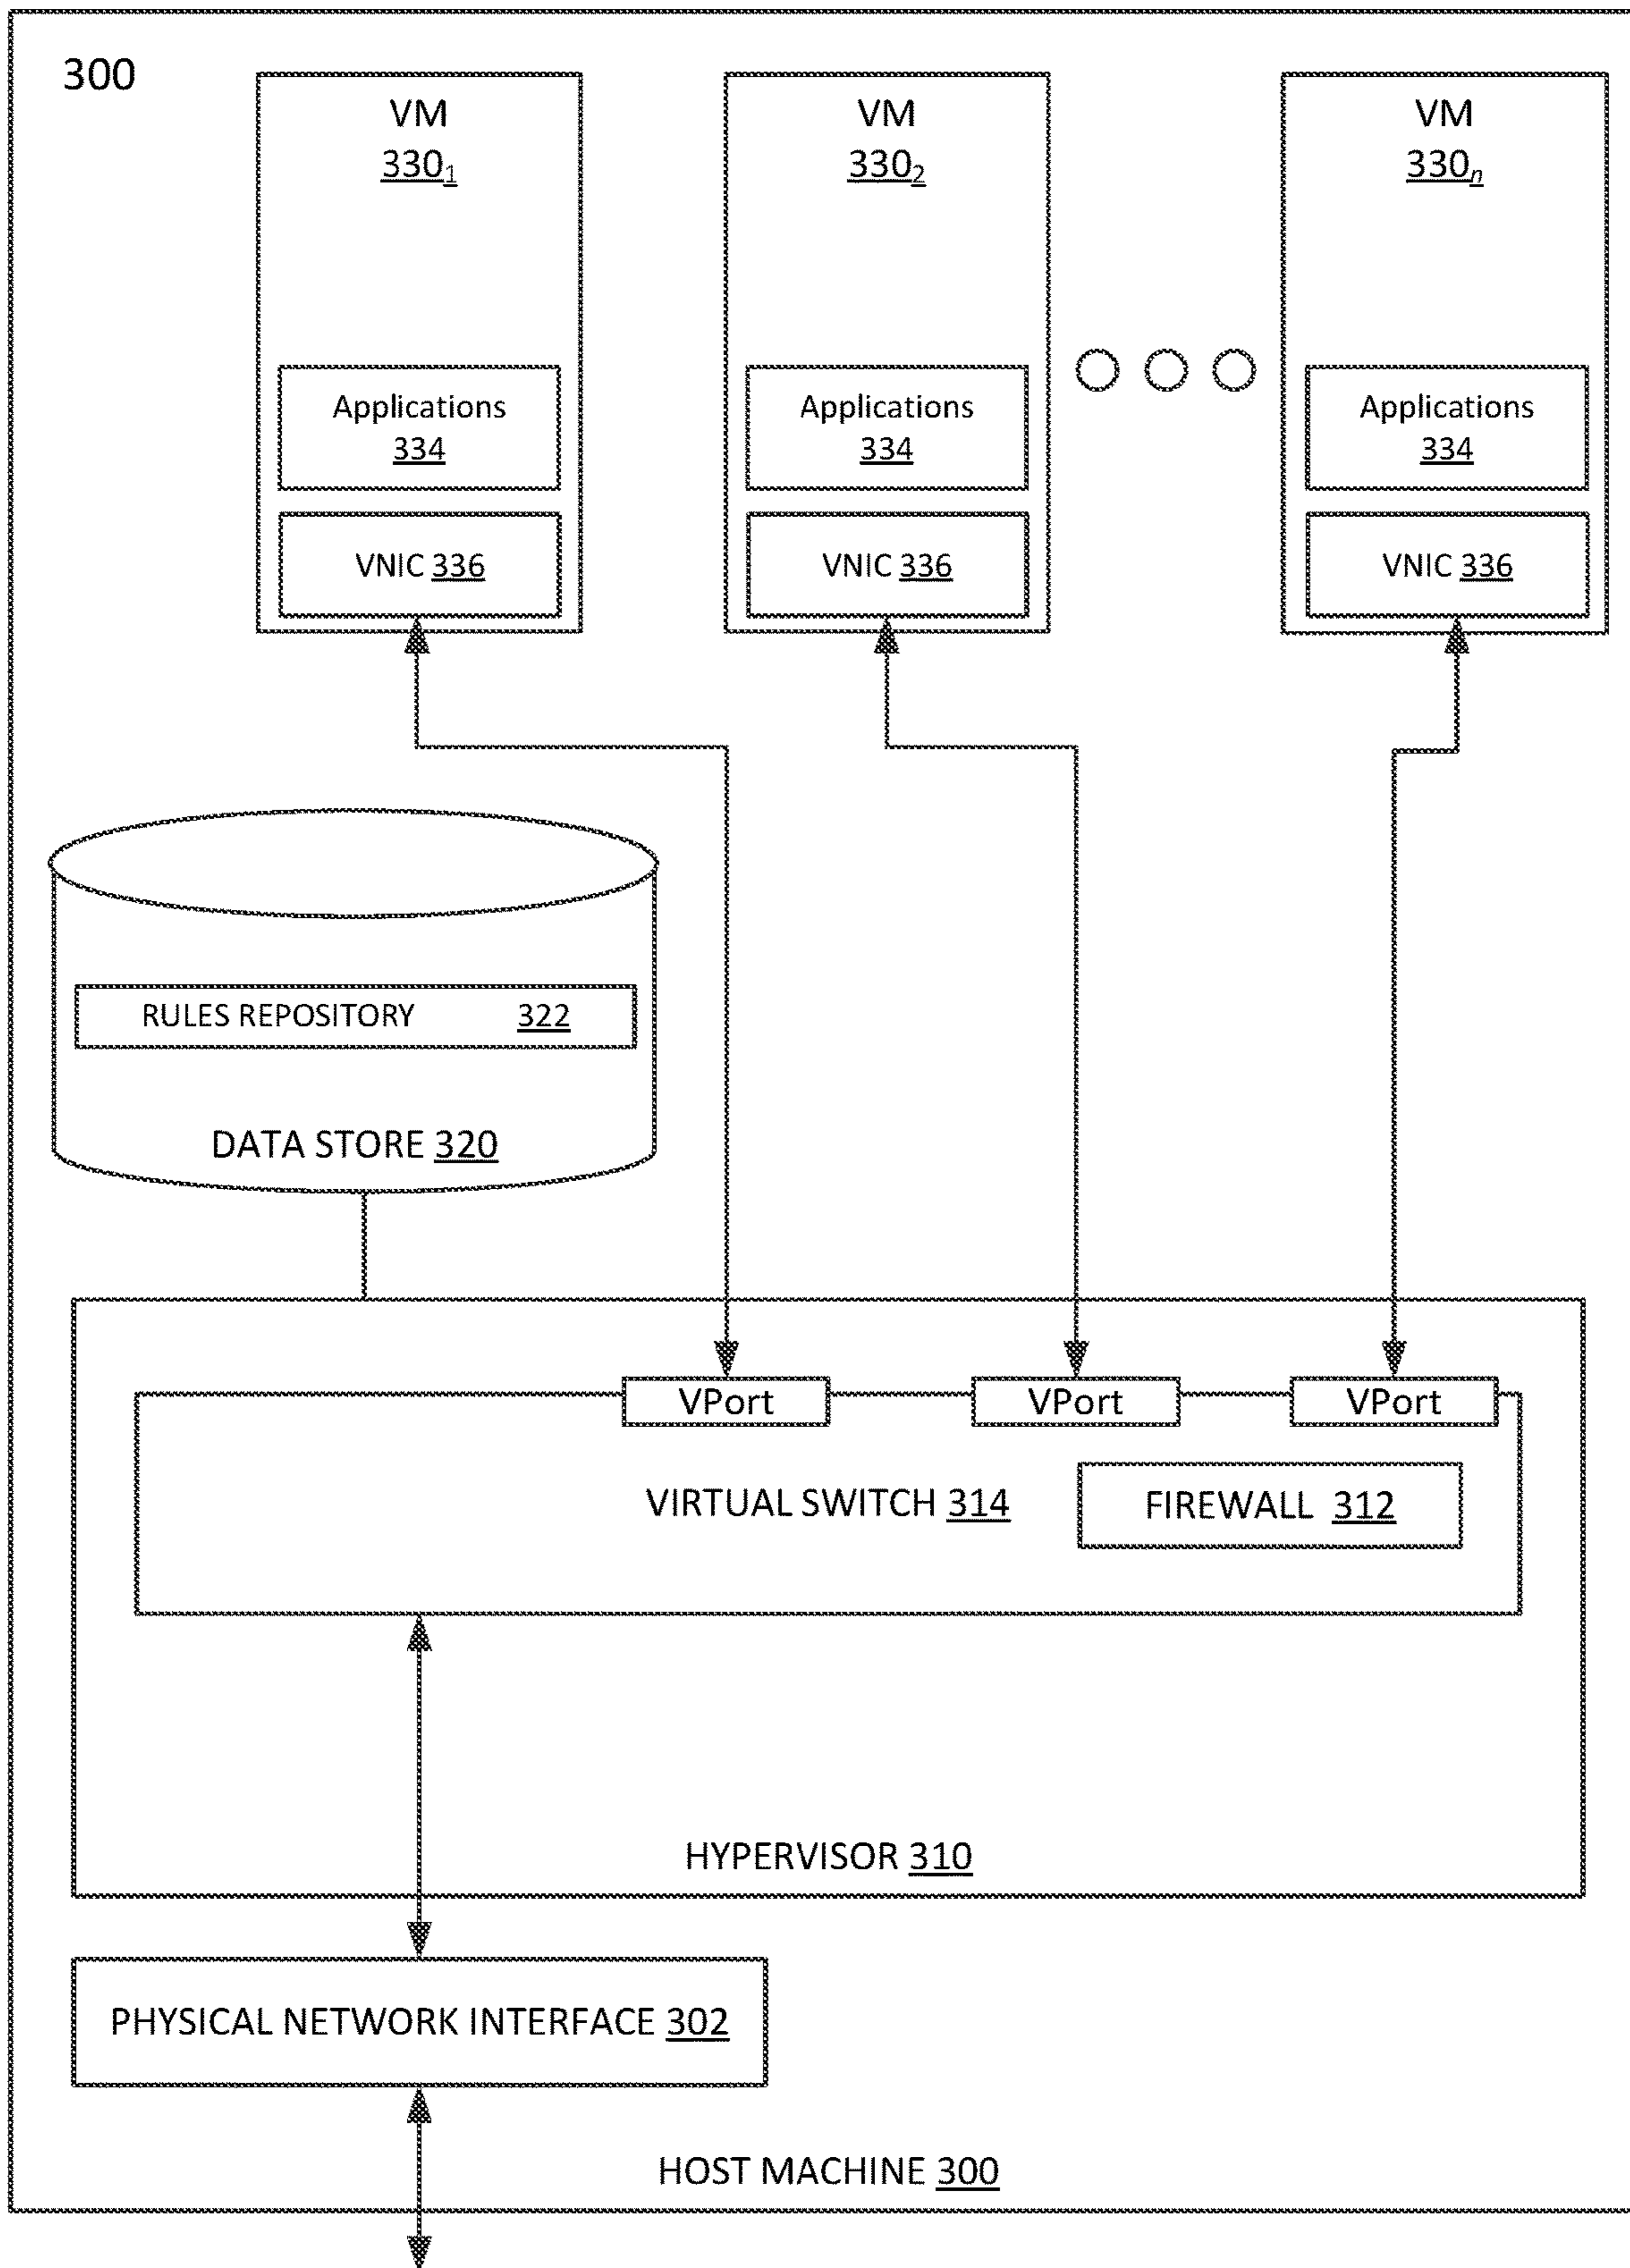 300
VM
330₁
Applications
334
VNIC 336
VM
330₂
Applications
334
VNIC 336
VM
330ₙ
Applications
334
VNIC 336
RULES REPOSITORY 322
DATA STORE 320
VPort
VPort
VPort
VIRTUAL SWITCH 314
FIREWALL 312
HYPERVISOR 310
PHYSICAL NETWORK INTERFACE 302
HOST MACHINE 300